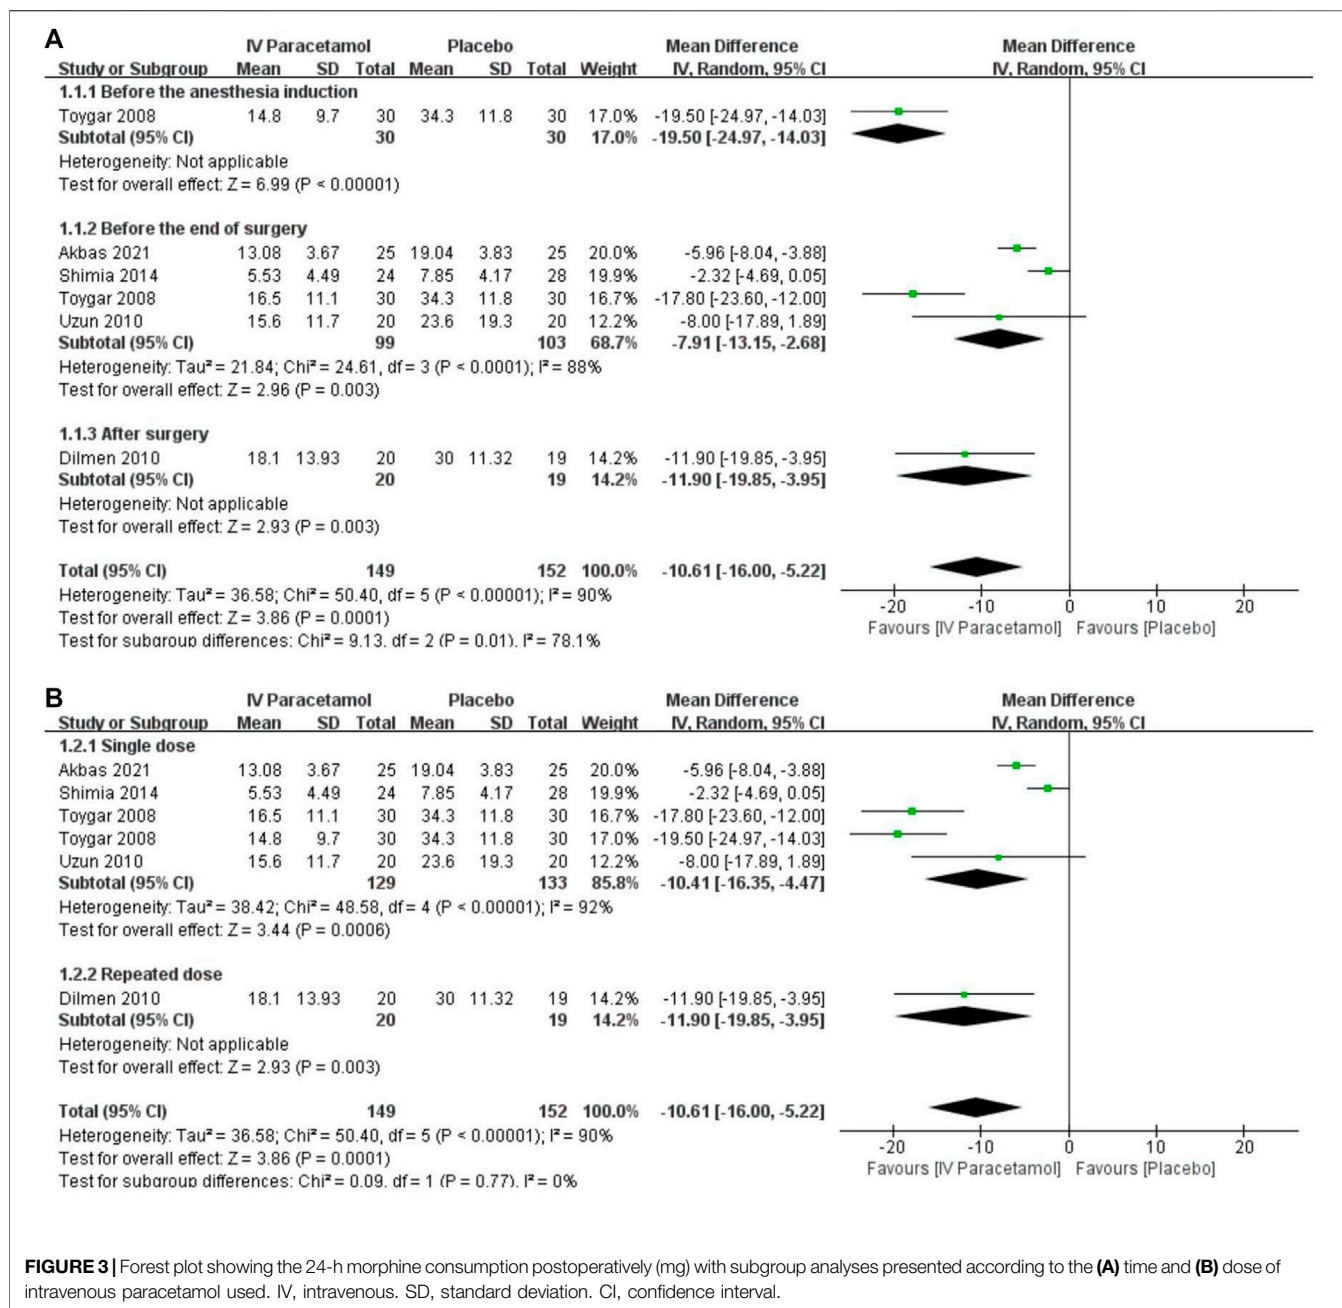 A
IV Paracetamol Placebo Mean Difference Mean Difference
Study or Subgroup Mean SD Total Mean SD Total Weight IV, Random, 95% CI IV, Random, 95% CI
1.1.1 Before the anesthesia induction
Toygar 2008 14.8 9.7 30 34.3 11.8 30 17.0% -19.50 [-24.97, -14.03]
Subtotal (95% CI) 30 30 17.0% -19.50 [-24.97, -14.03]
Heterogeneity: Not applicable
Test for overall effect: Z = 6.99 (P < 0.00001)
1.1.2 Before the end of surgery
Akbas 2021 13.08 3.67 25 19.04 3.83 25 20.0% -5.96 [-8.04, -3.88]
Shimia 2014 5.53 4.49 24 7.85 4.17 28 19.9% -2.32 [-4.69, 0.05]
Toygar 2008 16.5 11.1 30 34.3 11.8 30 16.7% -17.80 [-23.60, -12.00]
Uzun 2010 15.6 11.7 20 23.6 19.3 20 12.2% -8.00 [-17.89, 1.89]
Subtotal (95% CI) 99 103 68.7% -7.91 [-13.15, -2.68]
Heterogeneity: Tau² = 21.84; Chi² = 24.61, df = 3 (P < 0.0001); I² = 88%
Test for overall effect: Z = 2.96 (P = 0.003)
1.1.3 After surgery
Dilmen 2010 18.1 13.93 20 30 11.32 19 14.2% -11.90 [-19.85, -3.95]
Subtotal (95% CI) 20 19 14.2% -11.90 [-19.85, -3.95]
Heterogeneity: Not applicable
Test for overall effect: Z = 2.93 (P = 0.003)
Total (95% CI) 149 152 100.0% -10.61 [-16.00, -5.22]
Heterogeneity: Tau² = 36.58; Chi² = 50.40, df = 5 (P < 0.00001); I² = 90%
Test for overall effect: Z = 3.86 (P = 0.0001)
Test for subgroup differences: Chi² = 9.13, df = 2 (P = 0.01), I² = 78.1%
-20 -10 0 10 20
Favours [IV Paracetamol] Favours [Placebo]
B
IV Paracetamol Placebo Mean Difference Mean Difference
Study or Subgroup Mean SD Total Mean SD Total Weight IV, Random, 95% CI IV, Random, 95% CI
1.2.1 Single dose
Akbas 2021 13.08 3.67 25 19.04 3.83 25 20.0% -5.96 [-8.04, -3.88]
Shimia 2014 5.53 4.49 24 7.85 4.17 28 19.9% -2.32 [-4.69, 0.05]
Toygar 2008 16.5 11.1 30 34.3 11.8 30 16.7% -17.80 [-23.60, -12.00]
Toygar 2008 14.8 9.7 30 34.3 11.8 30 17.0% -19.50 [-24.97, -14.03]
Uzun 2010 15.6 11.7 20 23.6 19.3 20 12.2% -8.00 [-17.89, 1.89]
Subtotal (95% CI) 129 133 85.8% -10.41 [-16.35, -4.47]
Heterogeneity: Tau² = 38.42; Chi² = 48.58, df = 4 (P < 0.00001); I² = 92%
Test for overall effect: Z = 3.44 (P = 0.0006)
1.2.2 Repeated dose
Dilmen 2010 18.1 13.93 20 30 11.32 19 14.2% -11.90 [-19.85, -3.95]
Subtotal (95% CI) 20 19 14.2% -11.90 [-19.85, -3.95]
Heterogeneity: Not applicable
Test for overall effect: Z = 2.93 (P = 0.003)
Total (95% CI) 149 152 100.0% -10.61 [-16.00, -5.22]
Heterogeneity: Tau² = 36.58; Chi² = 50.40, df = 5 (P < 0.00001); I² = 90%
Test for overall effect: Z = 3.86 (P = 0.0001)
Test for subgroup differences: Chi² = 0.09, df = 1 (P = 0.77), I² = 0%
-20 -10 0 10 20
Favours [IV Paracetamol] Favours [Placebo]
FIGURE 3 | Forest plot showing the 24-h morphine consumption postoperatively (mg) with subgroup analyses presented according to the (A) time and (B) dose of
intravenous paracetamol used. IV, intravenous. SD, standard deviation. CI, confidence interval.